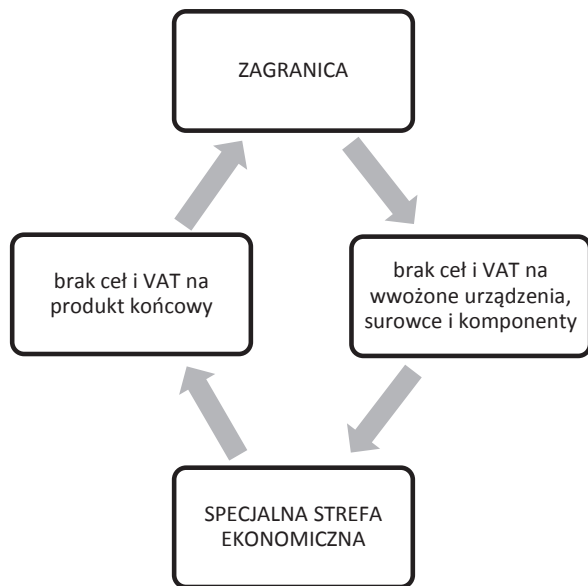 ZAGRANICA
brak ceł i VAT na
produkt końcowy
brak ceł i VAT na
wwożone urządzenia,
surowce i komponenty
SPECJALNA STREFA
EKONOMICZNA